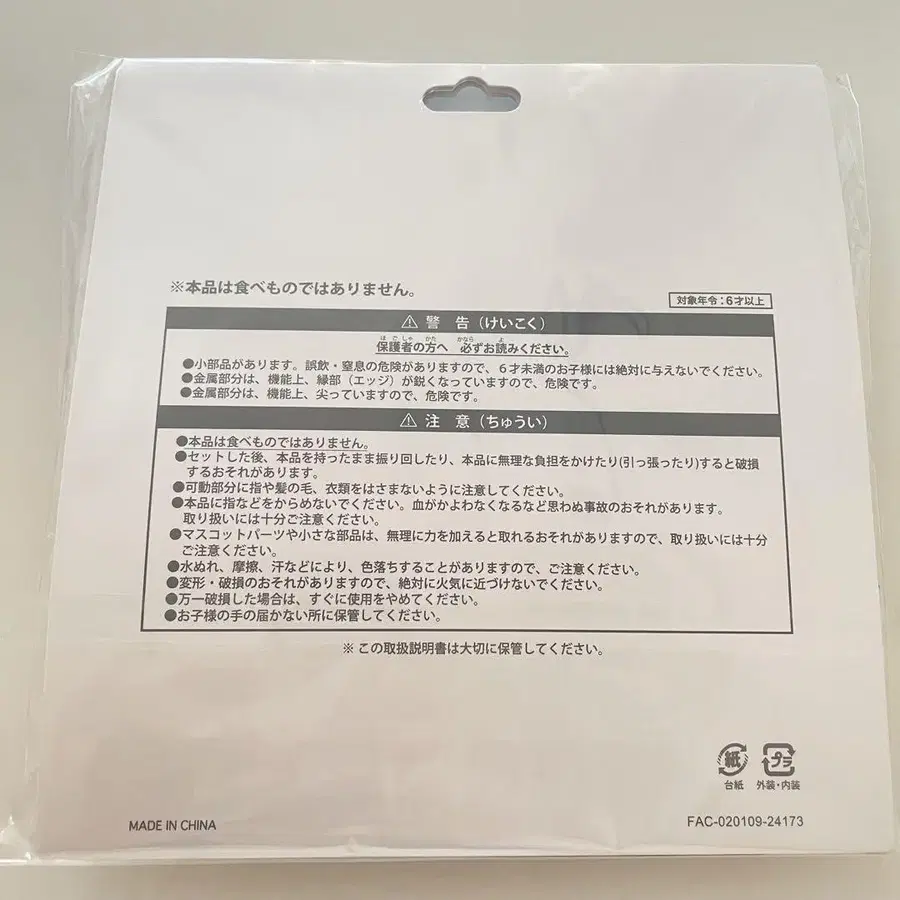 ※本品は食べものではありません。
対象年令：6才以上
⚠ 警 告（けいこく）
保護者の方へ 必ずお読みください。
●小部品があります。誤飲・窒息の危険がありますので、６才未満のお子様には絶対に与えないでください。
●金属部分は、機能上、縁部（エッジ）が鋭くなっていますので、危険です。
●金属部分は、機能上、尖っていますので、危険です。
⚠ 注 意（ちゅうい）
●本品は食べものではありません。
●セットした後、本品を持ったまま振り回したり、本品に無理な負担をかけたり(引っ張ったり)すると破損
するおそれがあります。
●可動部分に指や髪の毛、衣類をはさまないように注意してください。
●本品に指などをからめないでください。血がかよわなくなるなど思わぬ事故のおそれがあります。
取り扱いには十分ご注意ください。
●マスコットパーツや小さな部品は、無理に力を加えると取れるおそれがありますので、取り扱いには十分
ご注意ください。
●水ぬれ、摩擦、汗などにより、色落ちすることがありますので、ご注意ください。
●変形・破損のおそれがありますので、絶対に火気に近づけないでください。
●万一破損した場合は、すぐに使用をやめてください。
●お子様の手の届かない所に保管してください。
※ この取扱説明書は大切に保管してください。
紙 プラ
台紙 外装・内装
MADE IN CHINA
FAC-020109-24173